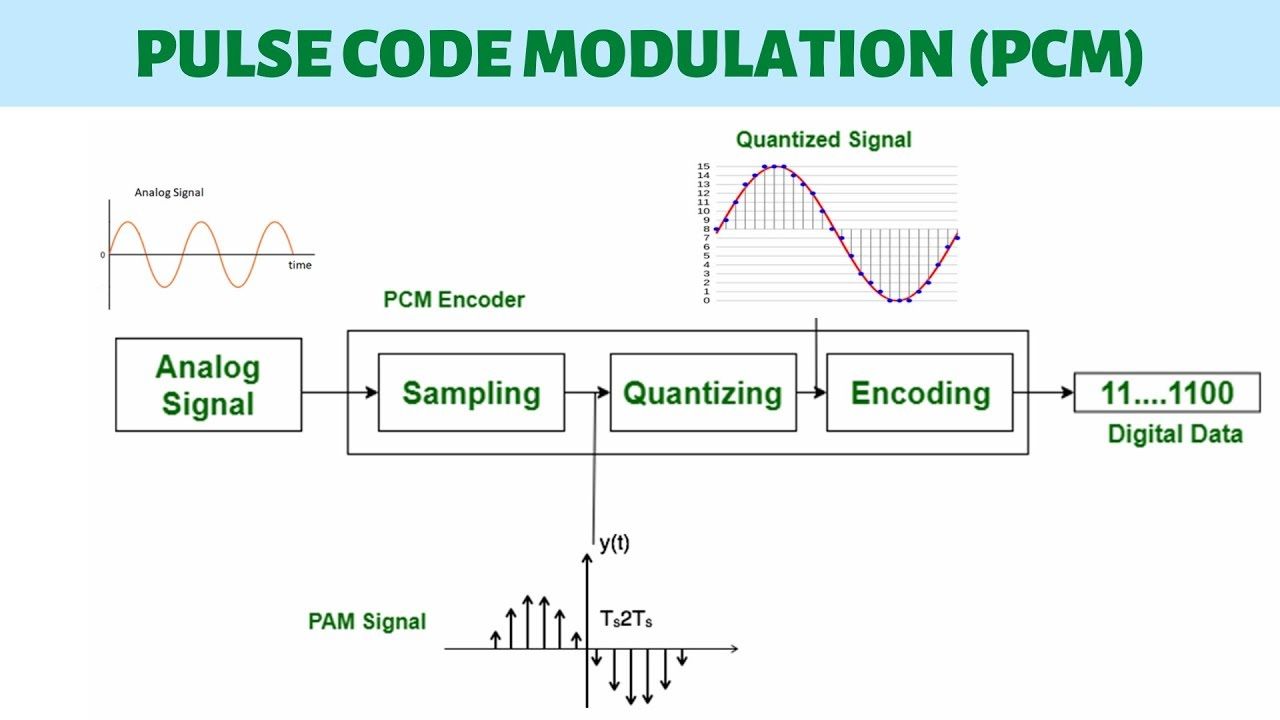 PULSE CODE MODULATION (PCM)
Quantized Signal
15
14
13
12
11
10
9
8
7
6
5
4
3
2
1
0
Analog Signal
0
time
PCM Encoder
Analog
Signal
Sampling
Quantizing
Encoding
11....1100
Digital Data
y(t)
PAM Signal
Ts2Ts